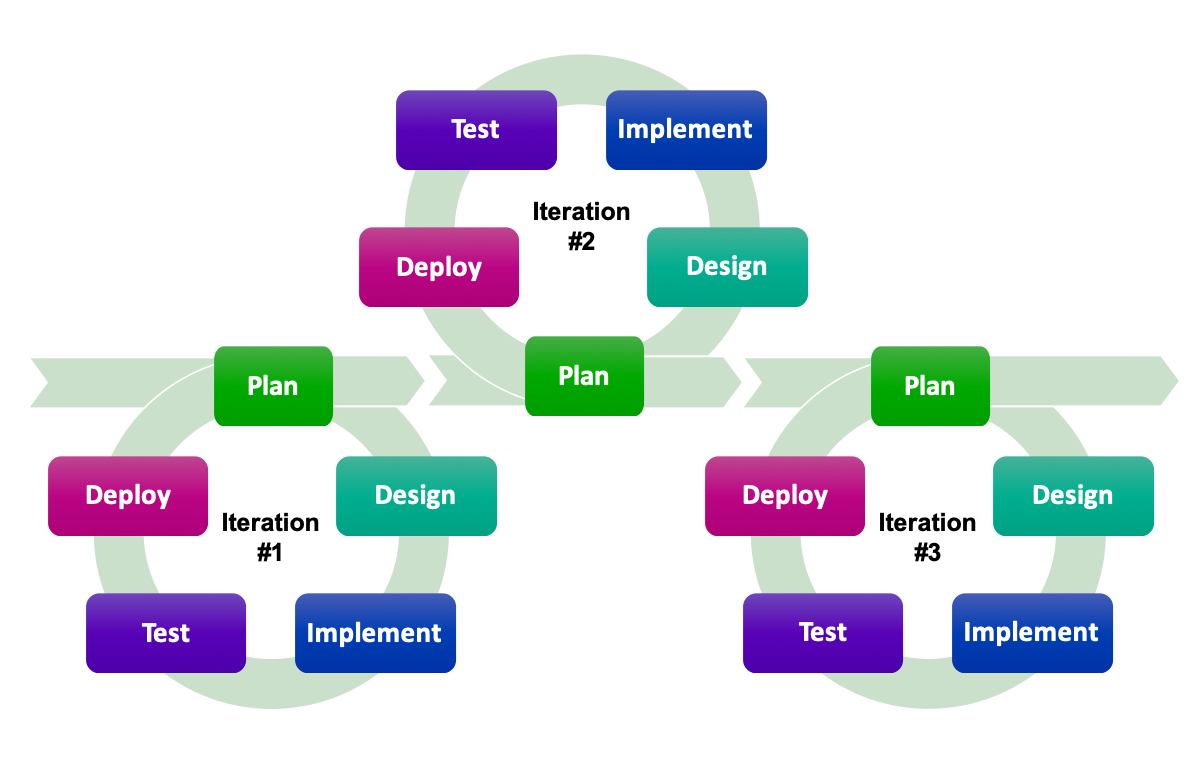 Test
Implement
Iteration
#2
Deploy
Design
Plan
Plan
Plan
Deploy
Design
Iteration
#1
Test
Implement
Deploy
Design
Iteration
#3
Test
Implement